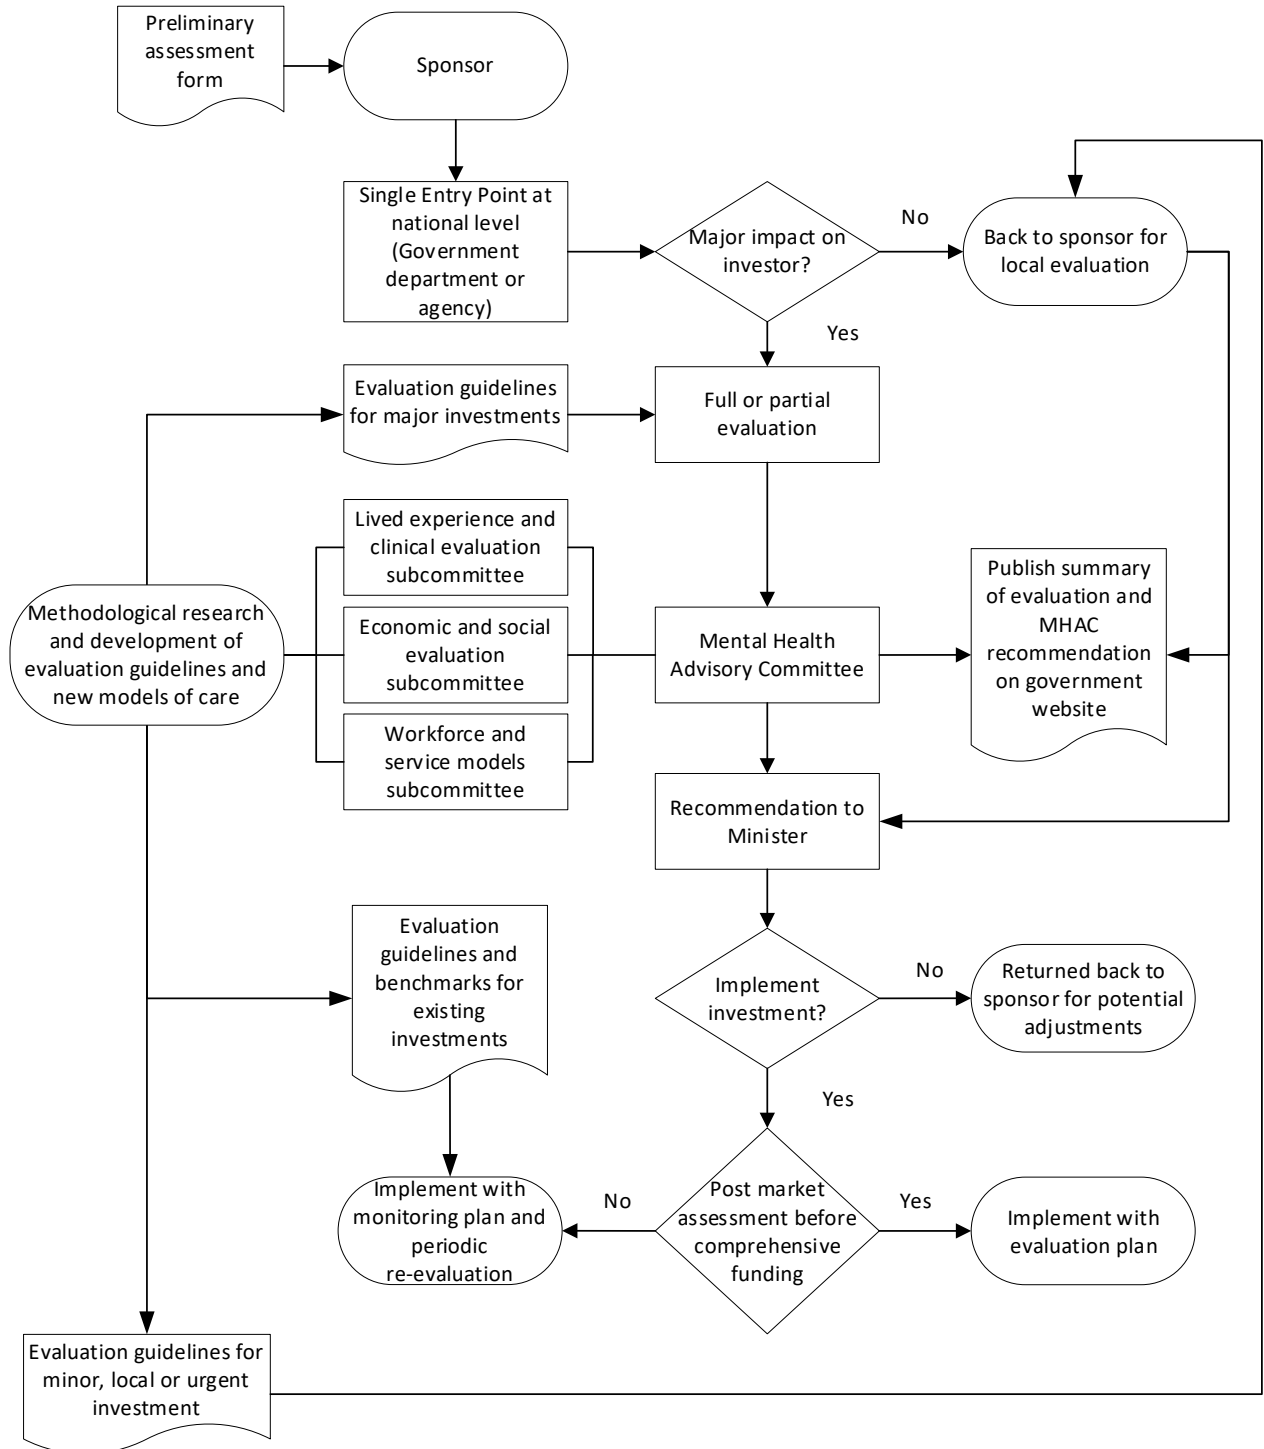 Preliminary
assessment
form
Sponsor
Single Entry Point at
national level
(Government
department or
agency)
Major impact on
investor?
No
Back to sponsor for
local evaluation
Yes
Evaluation guidelines
for major investments
Full or partial
evaluation
Lived experience and
clinical evaluation
subcommittee
Methodological research
and development of
evaluation guidelines and
new models of care
Economic and social
evaluation
subcommittee
Mental Health
Advisory Committee
Publish summary
of evaluation and
MHAC
recommendation
on government
website
Workforce and
service models
subcommittee
Recommendation to
Minister
Evaluation
guidelines and
benchmarks for
existing
investments
Implement
investment?
No
Returned back to
sponsor for potential
adjustments
Yes
Implement with
monitoring plan and
periodic
re-evaluation
No
Post market
assessment before
comprehensive
funding
Yes
Implement with
evaluation plan
Evaluation guidelines for
minor, local or urgent
investment